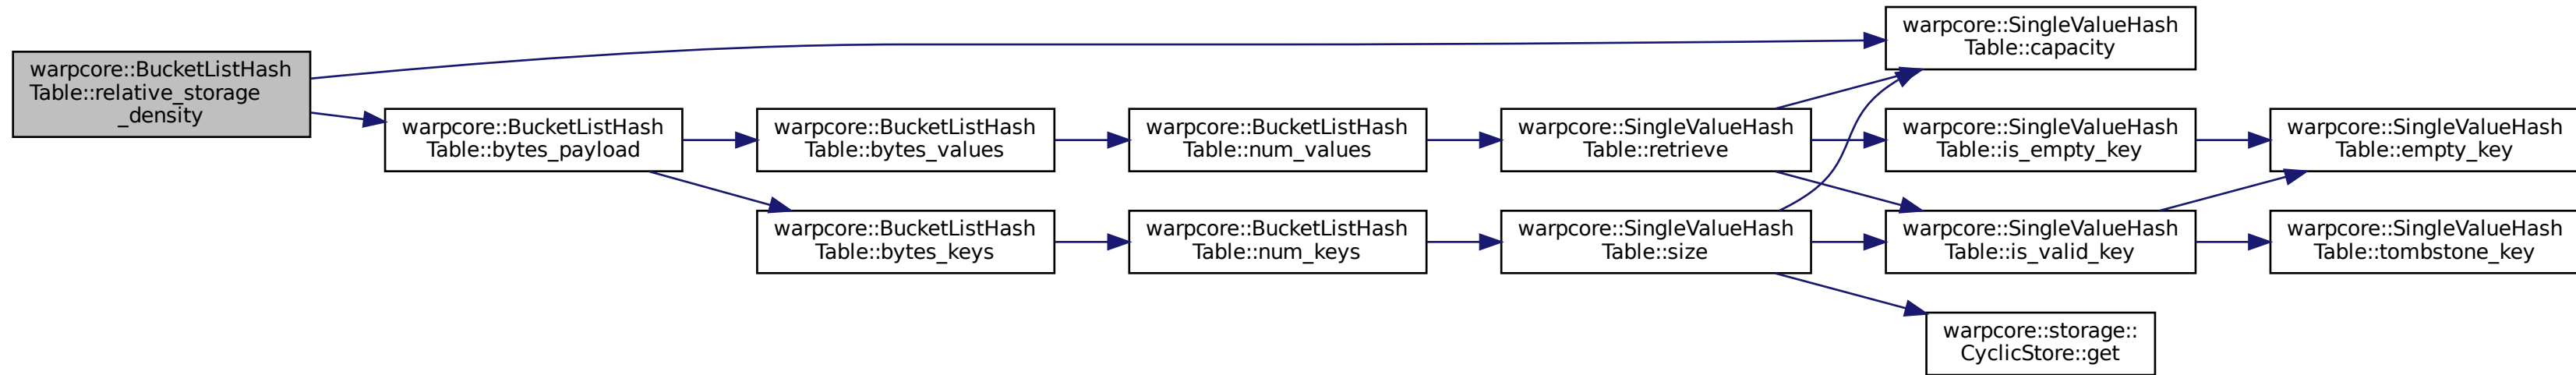 warpcore::BucketListHash
Table::relative_storage
_density
warpcore::BucketListHash
Table::bytes_payload
warpcore::BucketListHash
Table::bytes_values
warpcore::BucketListHash
Table::bytes_keys
warpcore::BucketListHash
Table::num_values
warpcore::BucketListHash
Table::num_keys
warpcore::SingleValueHash
Table::retrieve
warpcore::SingleValueHash
Table::size
warpcore::SingleValueHash
Table::capacity
warpcore::SingleValueHash
Table::is_empty_key
warpcore::SingleValueHash
Table::is_valid_key
warpcore::storage::
CyclicStore::get
warpcore::SingleValueHash
Table::empty_key
warpcore::SingleValueHash
Table::tombstone_key